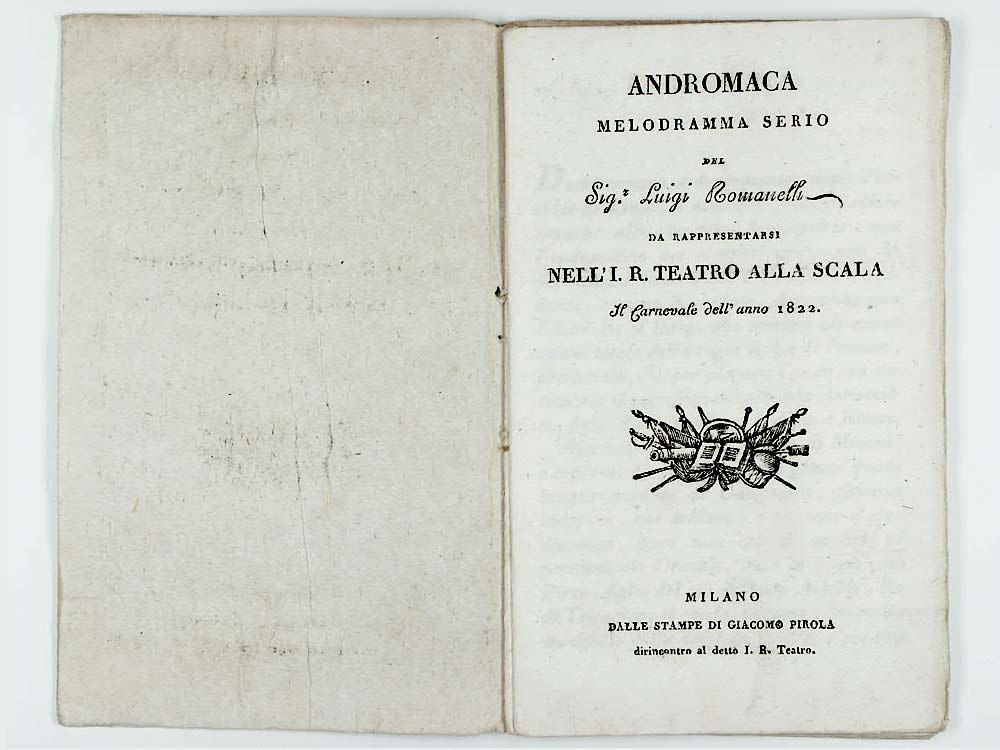 ANDROMACA
MELODRAMMA SERIO
DEL
Sig.r Luigi Romanelli
DA RAPPRESENTARSI
NELL' I. R. TEATRO ALLA SCALA
Il Carnevale dell' anno 1822.
MILANO
DALLE STAMPE DI GIACOMO PIROLA
dirincontro al detto I. R. Teatro.